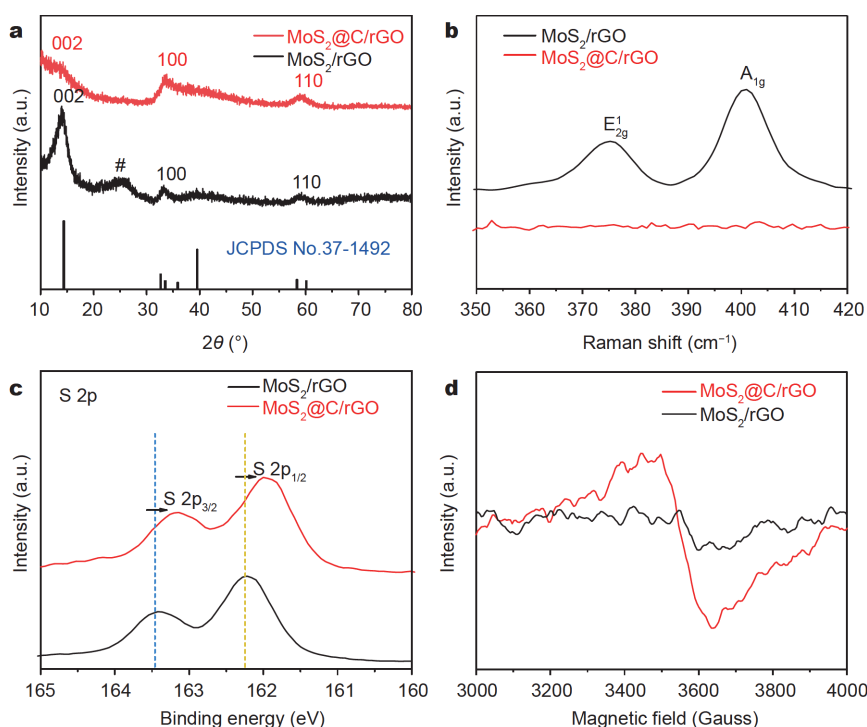 a
002
MoS₂@C/rGO
MoS₂/rGO
100
110
002
#
100
110
JCPDS No.37-1492
Intensity (a.u.)
10 20 30 40 50 60 70 80
2θ (°)
b
MoS₂/rGO
MoS₂@C/rGO
A₁g
E¹₂g
Intensity (a.u.)
350 360 370 380 390 400 410 420
Raman shift (cm⁻¹)
c
S 2p
MoS₂/rGO
MoS₂@C/rGO
S 2p₁/₂
S 2p₃/₂
Intensity (a.u.)
165 164 163 162 161 160
Binding energy (eV)
d
MoS₂@C/rGO
MoS₂/rGO
Intensity (a.u.)
3000 3200 3400 3600 3800 4000
Magnetic field (Gauss)